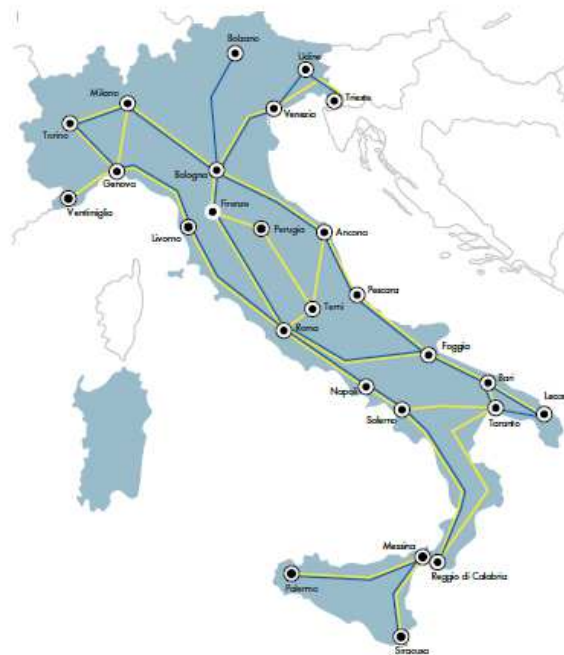 Bolzano
Udine
Milano
Trieste
Venezia
Torino
Bologna
Genova
Firenze
Ventimiglia
Perugia
Ancona
Livorno
Pescara
Terni
Roma
Foggia
Bari
Napoli
Lecce
Salerno
Taranto
Messina
Reggio di Calabria
Palermo
Siracusa